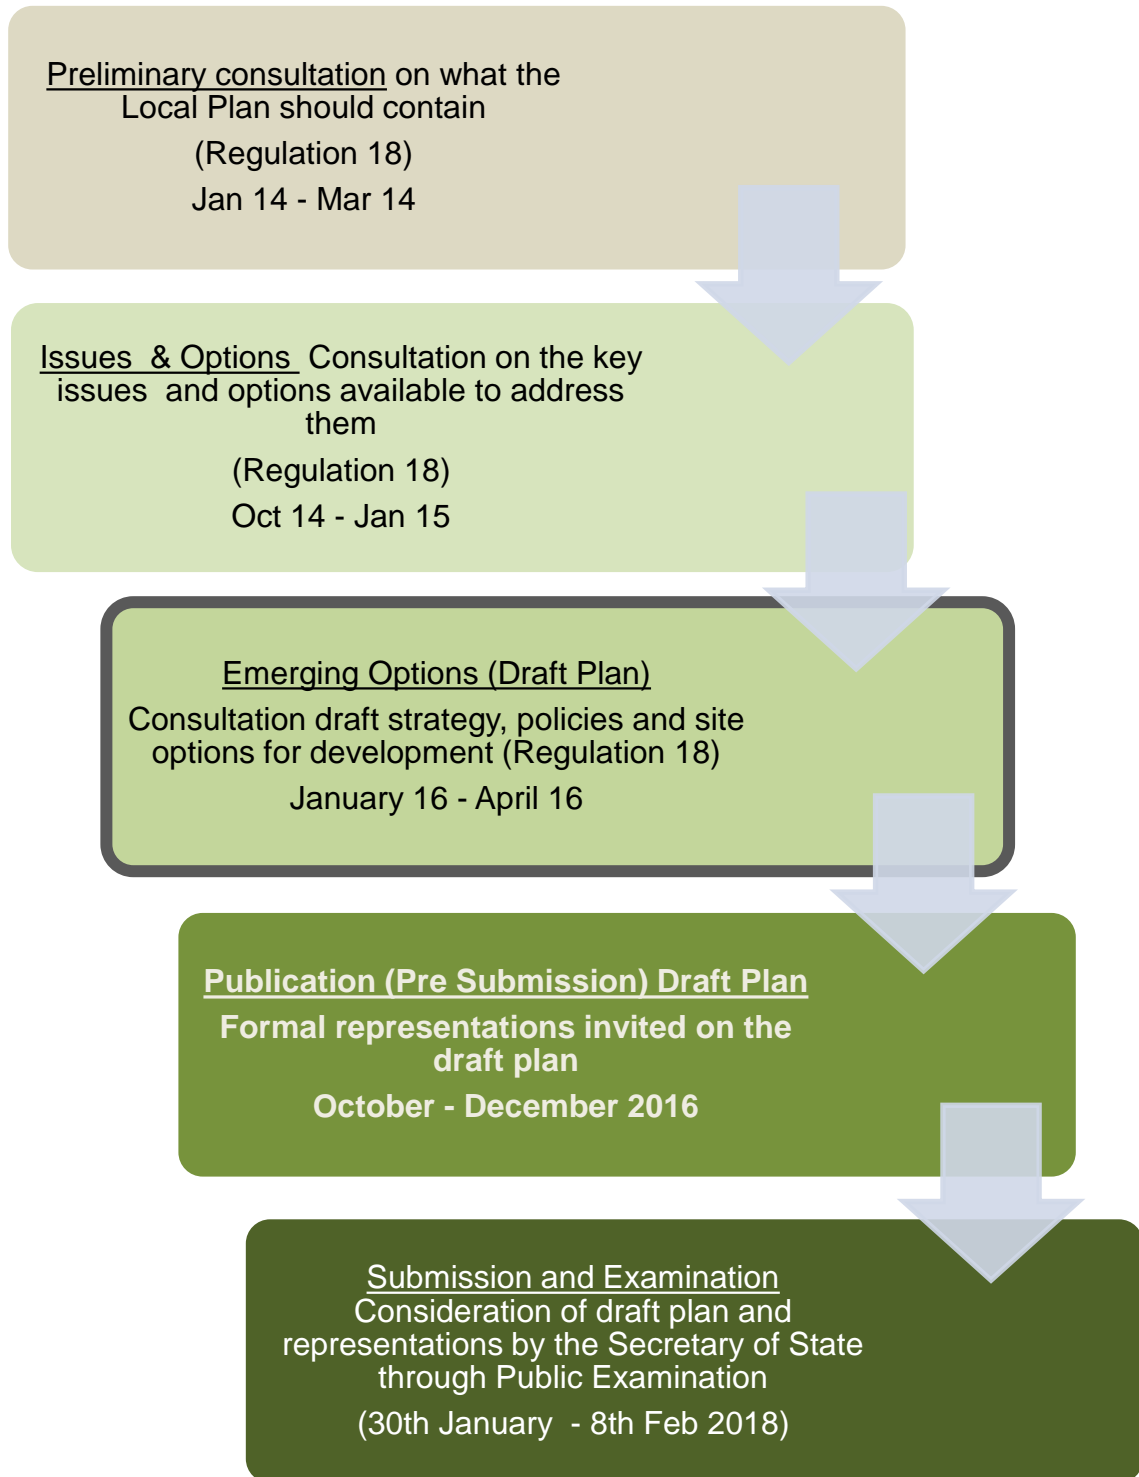 Preliminary consultation on what the
Local Plan should contain
(Regulation 18)
Jan 14 - Mar 14
Issues & Options Consultation on the key
issues and options available to address
them
(Regulation 18)
Oct 14 - Jan 15
Emerging Options (Draft Plan)
Consultation draft strategy, policies and site
options for development (Regulation 18)
January 16 - April 16
Publication (Pre Submission) Draft Plan
Formal representations invited on the
draft plan
October - December 2016
Submission and Examination
Consideration of draft plan and
representations by the Secretary of State
through Public Examination
(30th January - 8th Feb 2018)